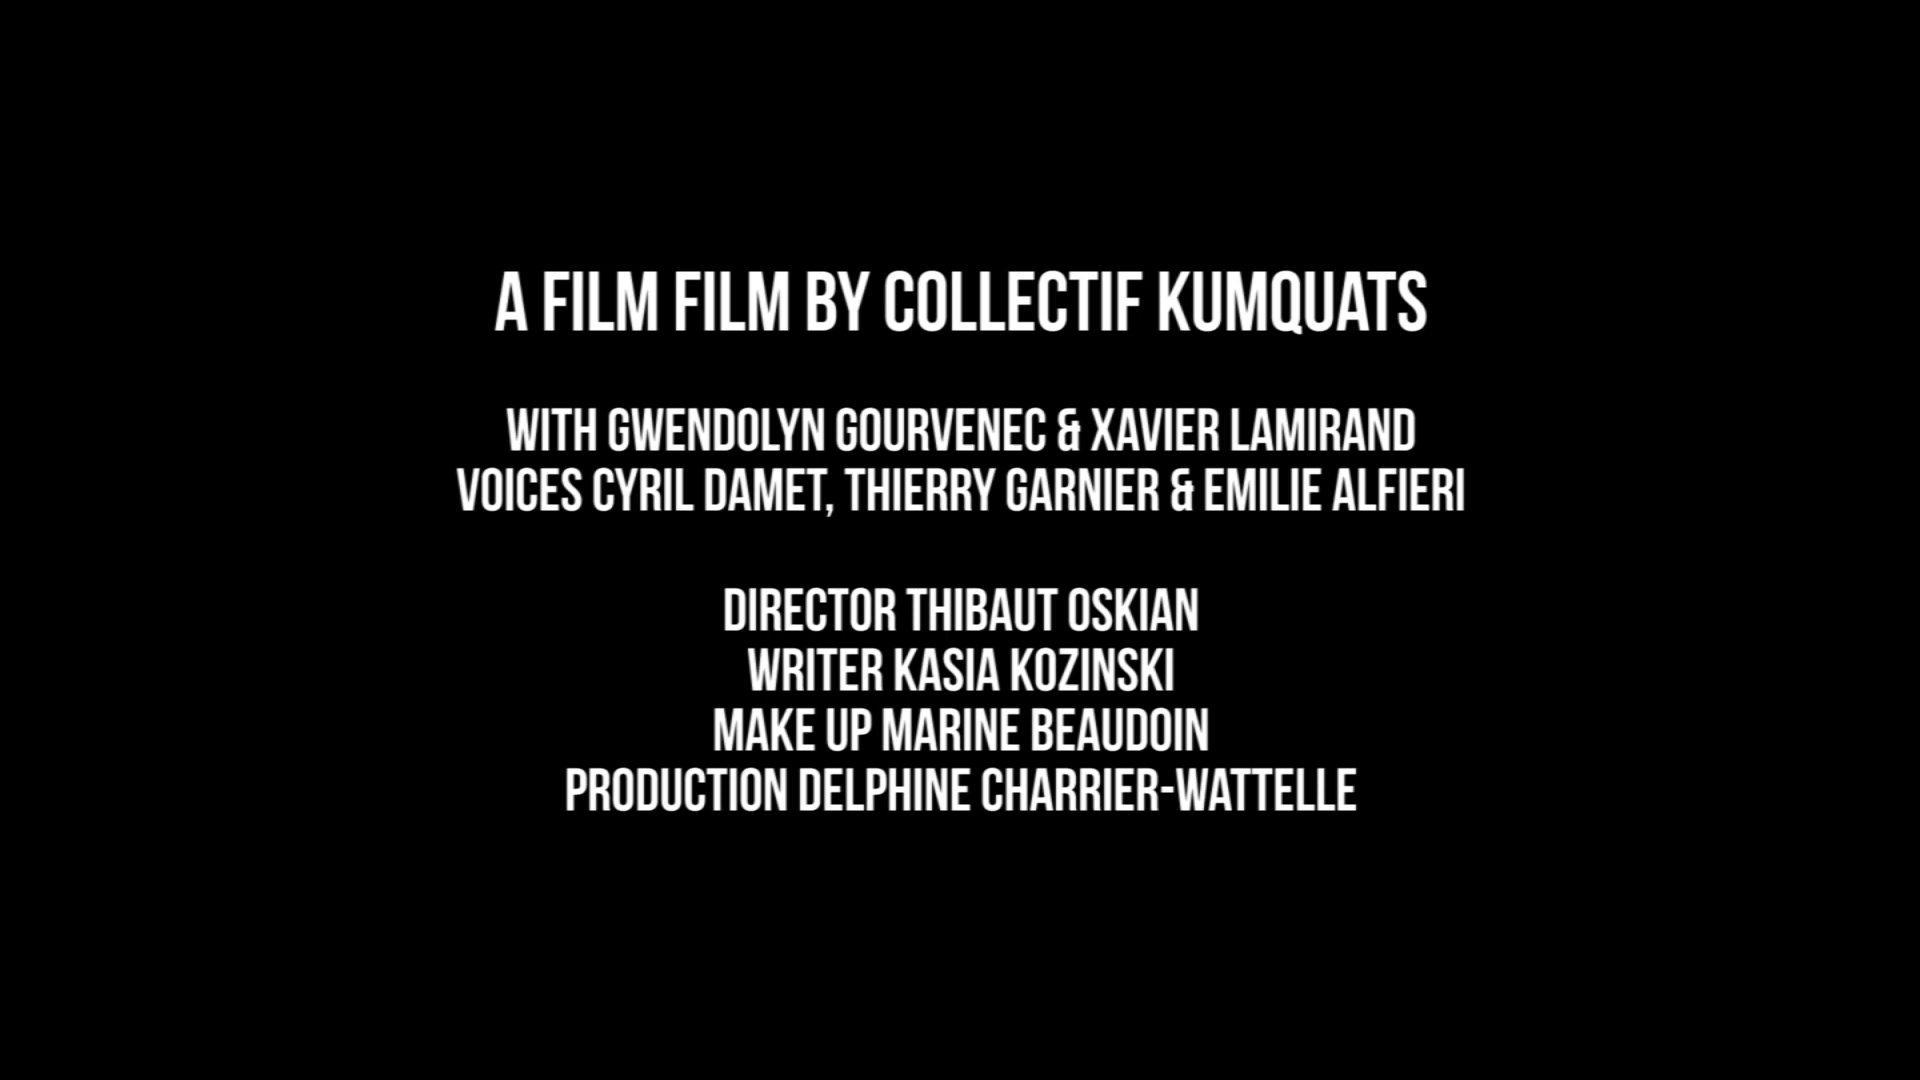 A FILM FILM BY COLLECTIF KUMQUATS
WITH GWENDOLYN GOURVENEC & XAVIER LAMIRAND
VOICES CYRIL DAMET, THIERRY GARNIER & EMILIE ALFIERI
DIRECTOR THIBAUT OSKIAN
WRITER KASIA KOZINSKI
MAKE UP MARINE BEAUDOIN
PRODUCTION DELPHINE CHARRIER-WATTELLE